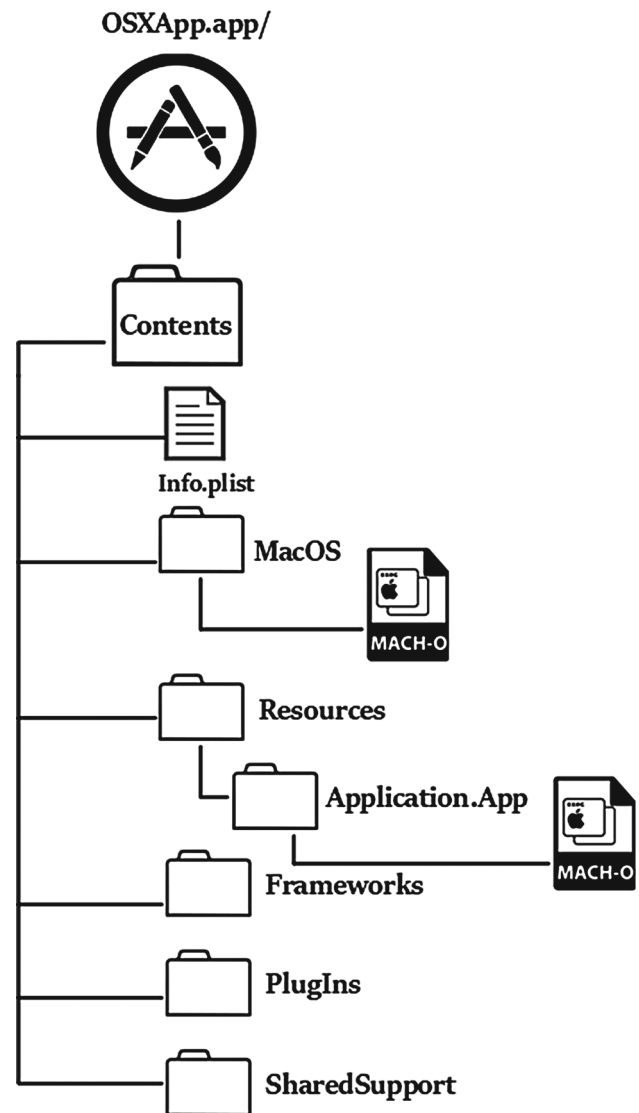 OSXApp.app/
Contents
Info.plist
MacOS
MACH-O
Resources
Application.App
MACH-O
Frameworks
PlugIns
SharedSupport